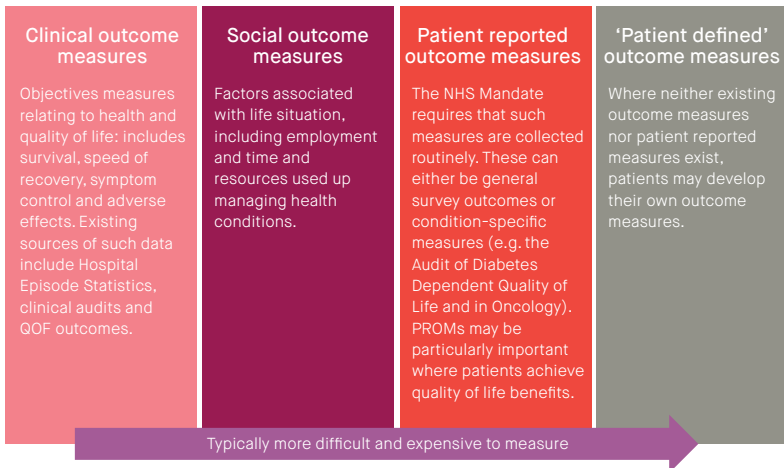 Clinical outcome
measures
Objectives measures
relating to health and
quality of life: includes
survival, speed of
recovery, symptom
control and adverse
effects. Existing
sources of such data
include Hospital
Episode Statistics,
clinical audits and
QOF outcomes.
Social outcome
measures
Factors associated
with life situation,
including employment
and time and
resources used up
managing health
conditions.
Patient reported
outcome measures
The NHS Mandate
requires that such
measures are collected
routinely. These can
either be general
survey outcomes or
condition-specific
measures (e.g. the
Audit of Diabetes
Dependent Quality of
Life and in Oncology).
PROMs may be
particularly important
where patients achieve
quality of life benefits.
‘Patient defined’
outcome measures
Where neither existing
outcome measures
nor patient reported
measures exist,
patients may develop
their own outcome
measures.
Typically more difficult and expensive to measure